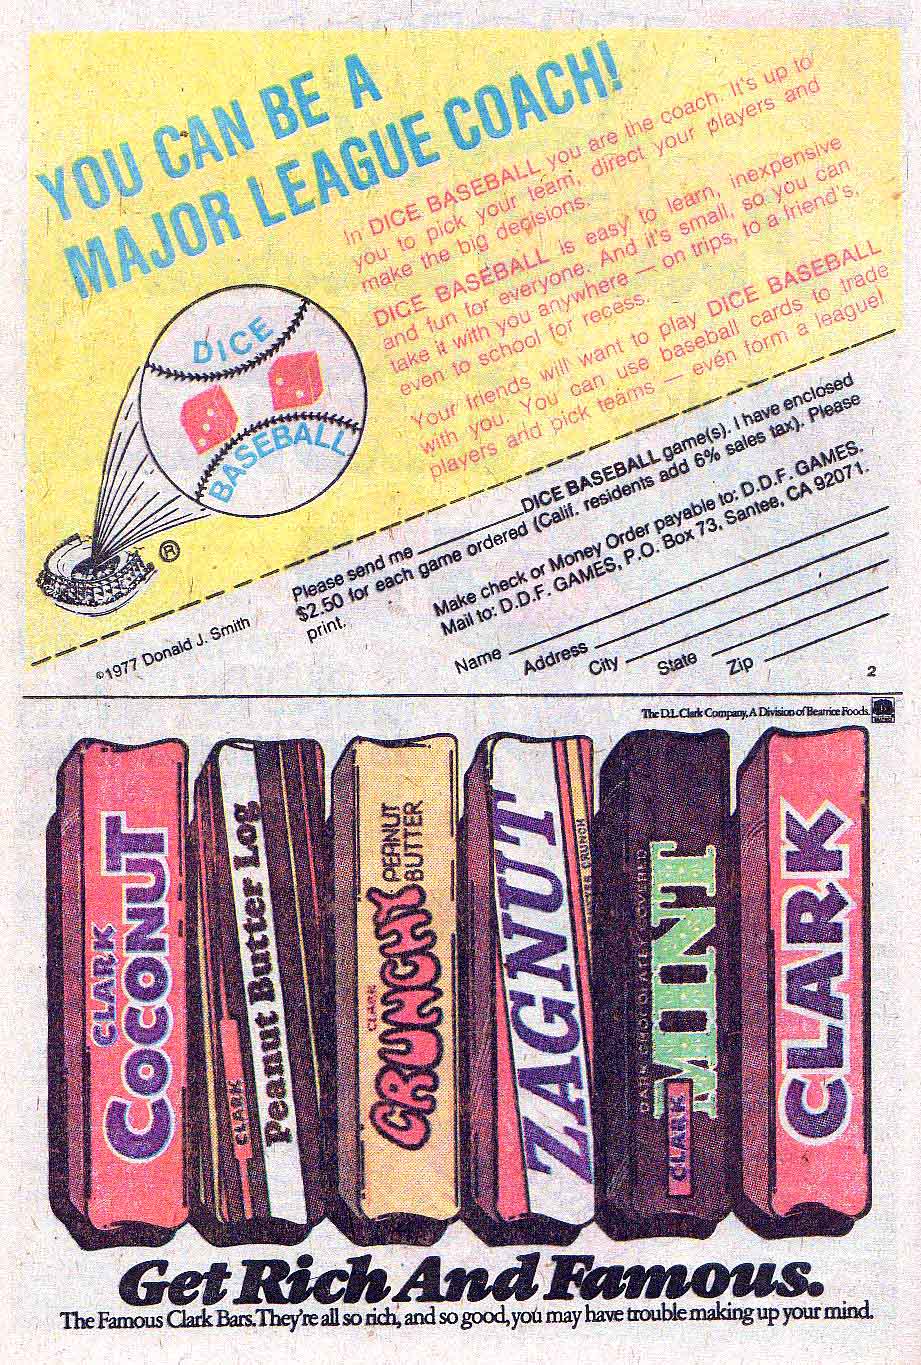 YOU CAN BE A
MAJOR LEAGUE COACH!
In DICE BASEBALL you are the coach. It's up to
you to pick your team, direct your players and
make the big decisions.
DICE BASEBALL is easy to learn, inexpensive
and fun for everyone. And it's small, so you can
take it with you anywhere — on trips, to a friend's,
even to school for recess.
Your friends will want to play DICE BASEBALL
with you. You can use baseball cards to trade
players and pick teams — even form a league!
DICE
BASEBALL
®
©1977 Donald J. Smith
Please send me ________ DICE BASEBALL game(s). I have enclosed
$2.50 for each game ordered (Calif. residents add 6% sales tax). Please
print.
Make check or Money Order payable to: D.D.F. GAMES.
Mail to: D.D.F. GAMES, P.O. Box 73, Santee, CA 92071.
Name
Address
City
State
Zip
2
The D.L. Clark Company, A Division of Beatrice Foods.
CLARK
COCONUT
CLARK
Peanut Butter Log
CLARK
CRUNCHY
PEANUT
BUTTER
ZAGNUT
CRUNCH
DARK CHOCOLATEY COVERED
CLARK
MINT
CLARK
Get Rich And Famous.
The Famous Clark Bars. They're all so rich, and so good, you may have trouble making up your mind.